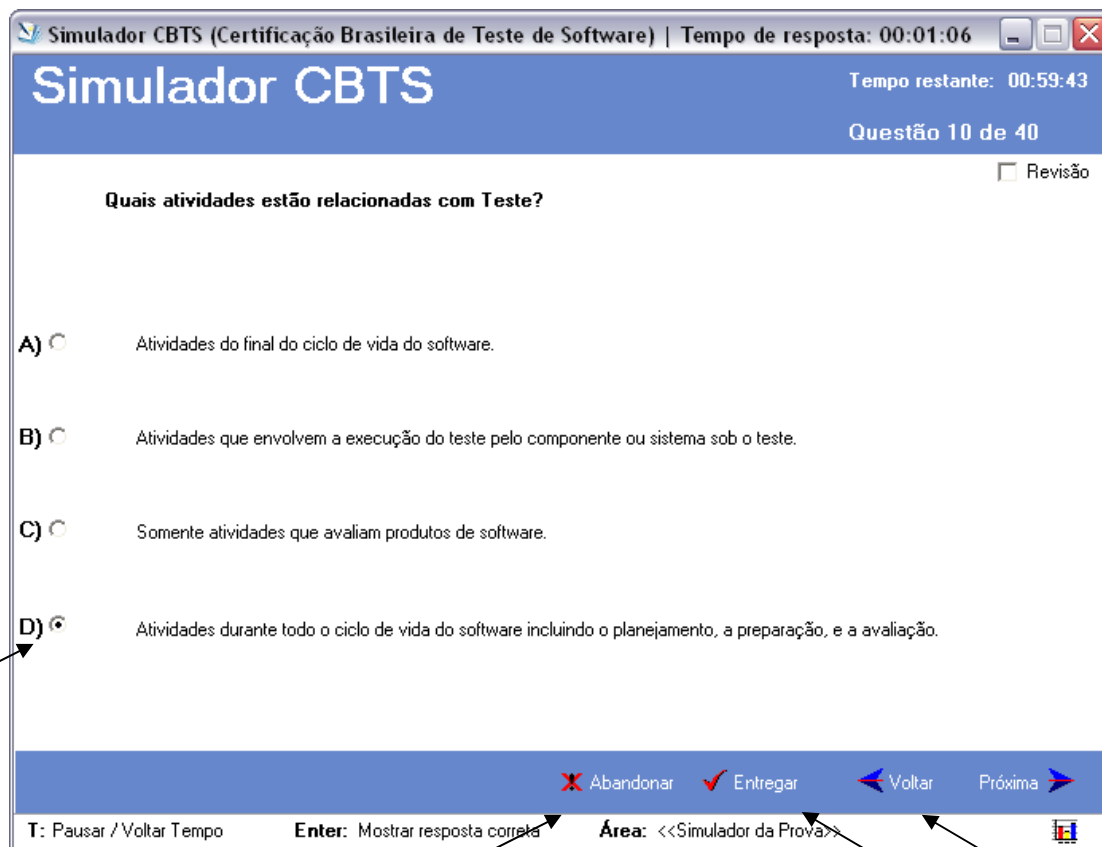 Simulador CBTS (Certificação Brasileira de Teste de Software) | Tempo de resposta: 00:01:06
Simulador CBTS
Tempo restante: 00:59:43
Questão 10 de 40
Revisão
Quais atividades estão relacionadas com Teste?
A) Atividades do final do ciclo de vida do software.
B) Atividades que envolvem a execução do teste pelo componente ou sistema sob o teste.
C) Somente atividades que avaliam produtos de software.
D) Atividades durante todo o ciclo de vida do software incluindo o planejamento, a preparação, e a avaliação.
Abandonar Entregar Voltar Próxima
T: Pausar / Voltar Tempo Enter: Mostrar resposta correta Área: <<Simulador da Prova>>